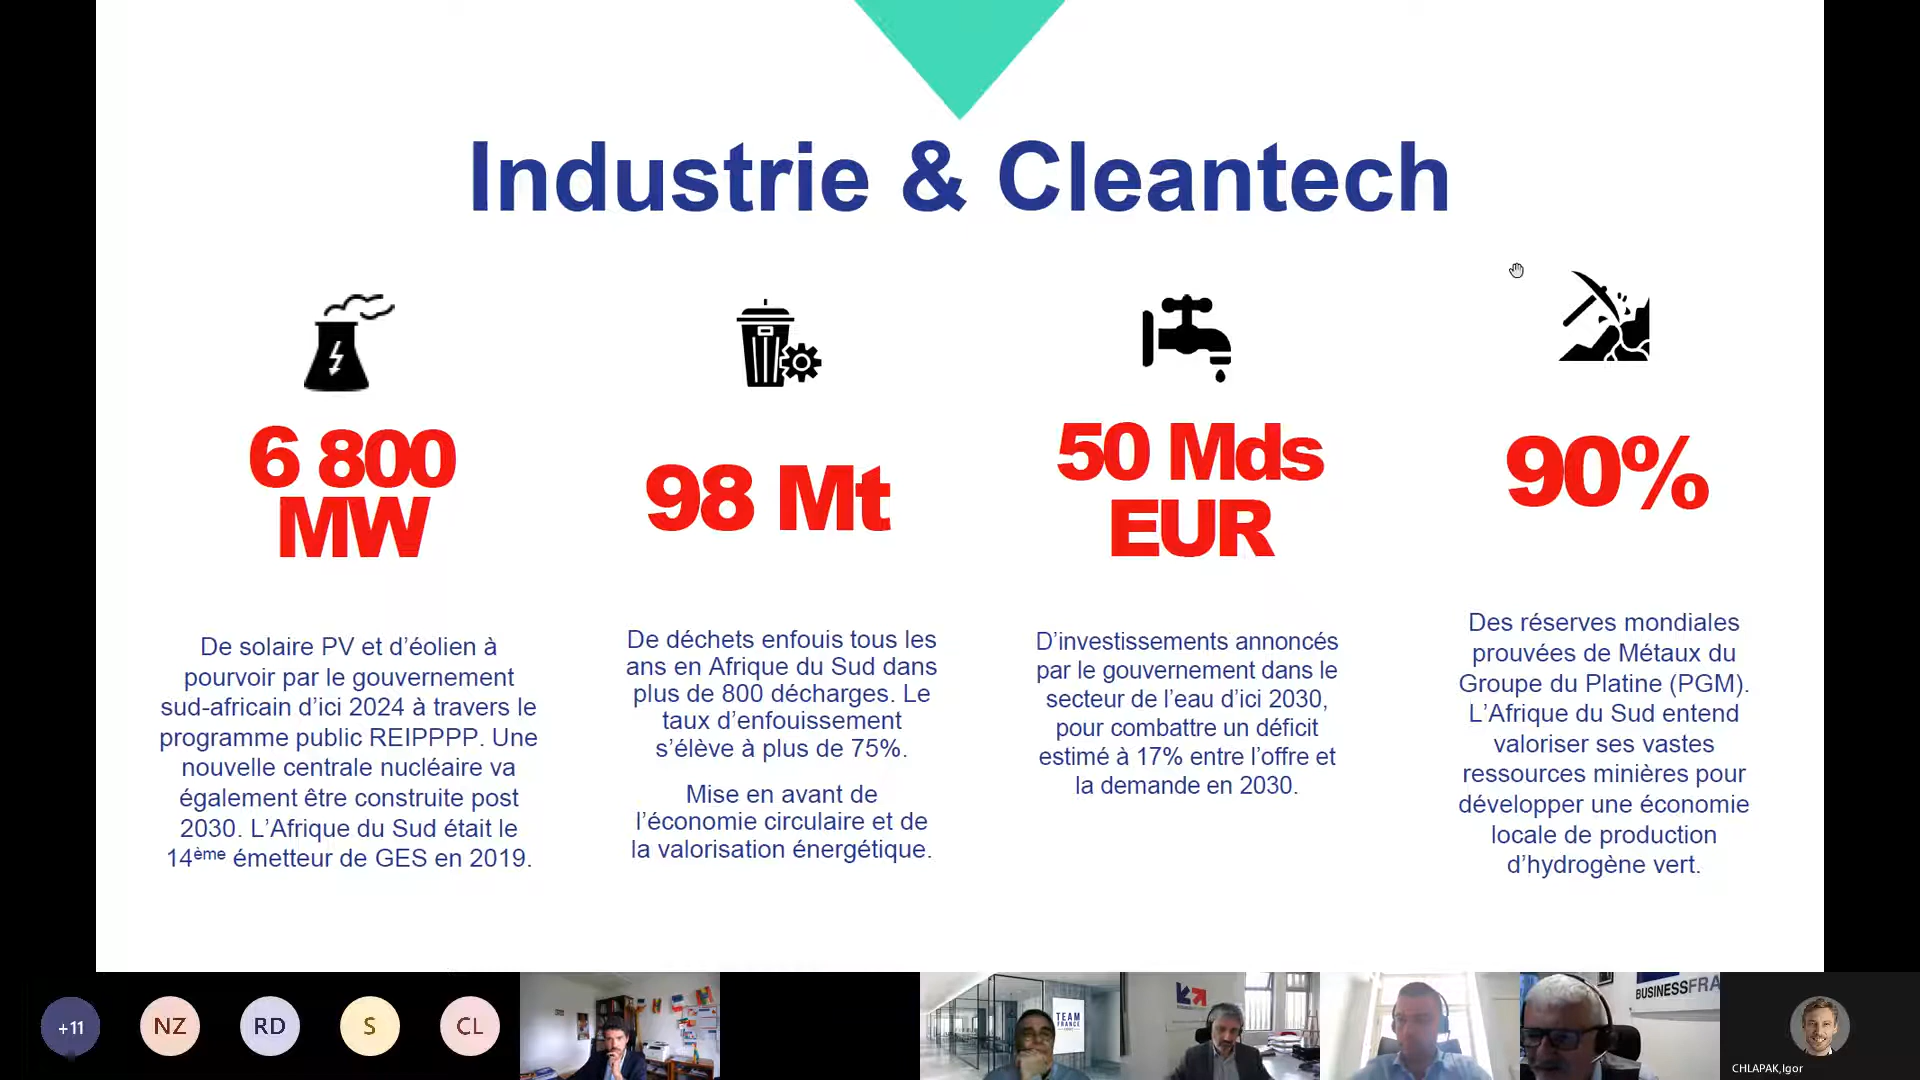 Industrie & Cleantech
6 800
MW
De solaire PV et d’éolien à
pourvoir par le gouvernement
sud-africain d’ici 2024 à travers le
programme public REIPPPP. Une
nouvelle centrale nucléaire va
également être construite post
2030. L’Afrique du Sud était le
14ème émetteur de GES en 2019.
98 Mt
De déchets enfouis tous les
ans en Afrique du Sud dans
plus de 800 décharges. Le
taux d’enfouissement
s’élève à plus de 75%.
Mise en avant de
l’économie circulaire et de
la valorisation énergétique.
50 Mds
EUR
D’investissements annoncés
par le gouvernement dans le
secteur de l’eau d’ici 2030,
pour combattre un déficit
estimé à 17% entre l’offre et
la demande en 2030.
90%
Des réserves mondiales
prouvées de Métaux du
Groupe du Platine (PGM).
L’Afrique du Sud entend
valoriser ses vastes
ressources minières pour
développer une économie
locale de production
d’hydrogène vert.
+11
NZ
RD
S
CL
TEAM
FRANCE
BUSINESSFRA
CHLAPAK,Igor